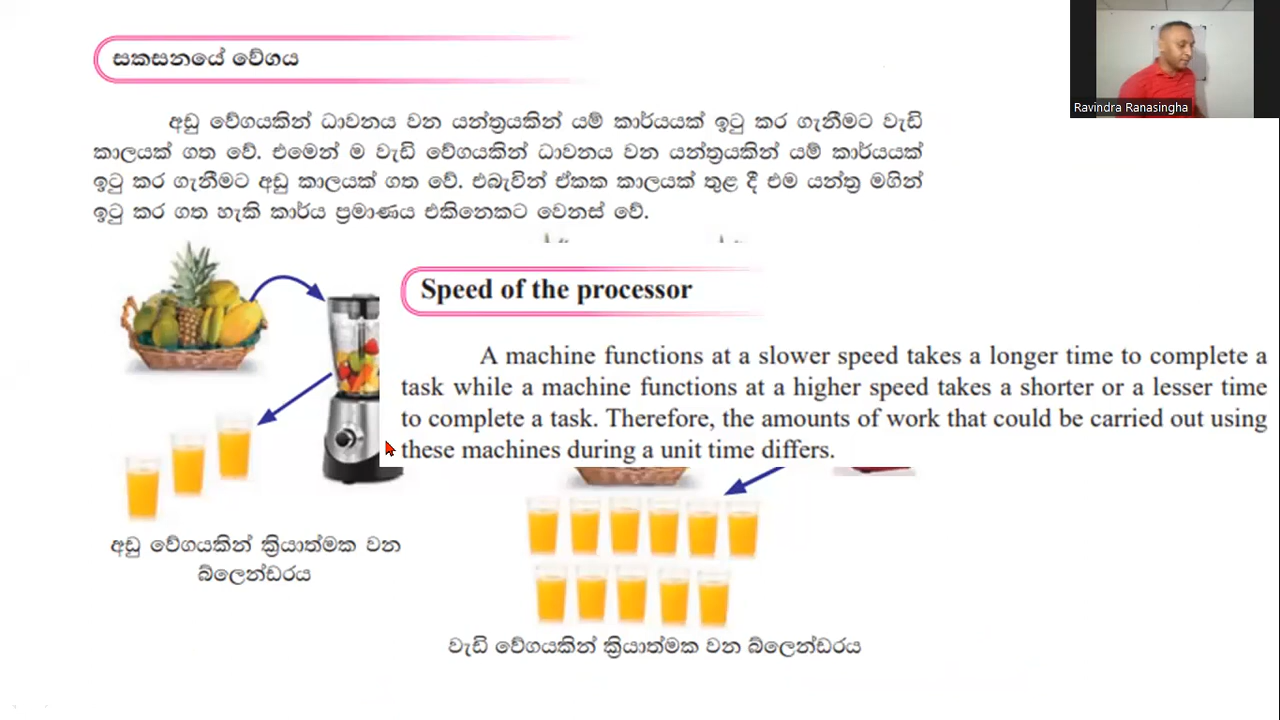 සකසනයේ වේගය
Ravindra Ranasingha
අඩු වේගයකින් ධාවනය වන යන්ත්‍රයකින් යම් කාර්යයක් ඉටු කර ගැනීමට වැඩි
කාලයක් ගත වේ. එමෙන් ම වැඩි වේගයකින් ධාවනය වන යන්ත්‍රයකින් යම් කාර්යයක්
ඉටු කර ගැනීමට අඩු කාලයක් ගත වේ. එබැවින් ඒකක කාලයක් තුළ දී එම යන්ත්‍ර මගින්
ඉටු කර ගත හැකි කාර්ය ප්‍රමාණය එකිනෙකට වෙනස් වේ.
Speed of the processor
A machine functions at a slower speed takes a longer time to complete a
task while a machine functions at a higher speed takes a shorter or a lesser time
to complete a task. Therefore, the amounts of work that could be carried out using
these machines during a unit time differs.
අඩු වේගයකින් ක්‍රියාත්මක වන
බ්ලෙන්ඩරය
වැඩි වේගයකින් ක්‍රියාත්මක වන බ්ලෙන්ඩරය